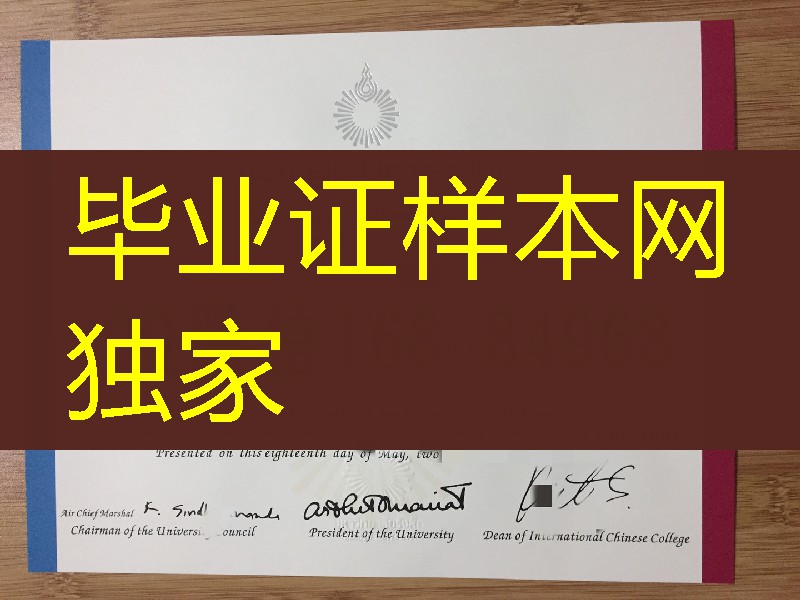 毕业证样本网
独家
Presented on this eighteenth day of May, two
Air Chief Marshal
Chairman of the University Council
President of the University
Dean of International Chinese College